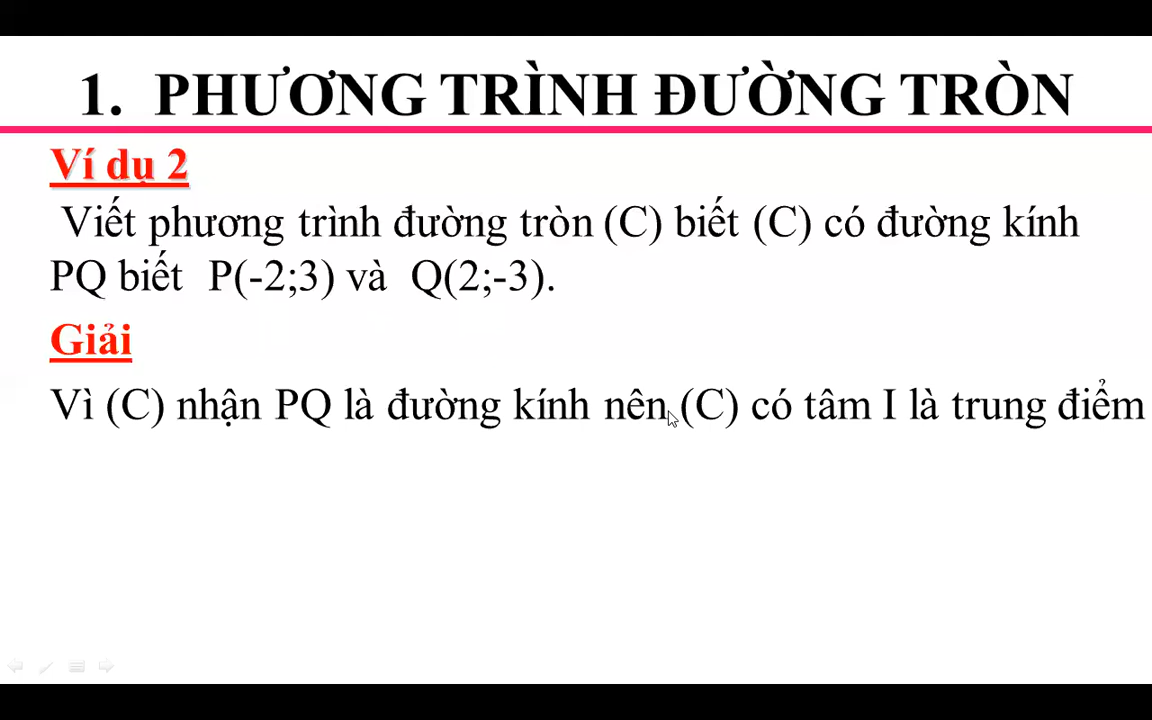 1. PHƯƠNG TRÌNH ĐƯỜNG TRÒN
Ví dụ 2
Viết phương trình đường tròn (C) biết (C) có đường kính
PQ biết P(-2;3) và Q(2;-3).
Giải
Vì (C) nhận PQ là đường kính nên (C) có tâm I là trung điểm